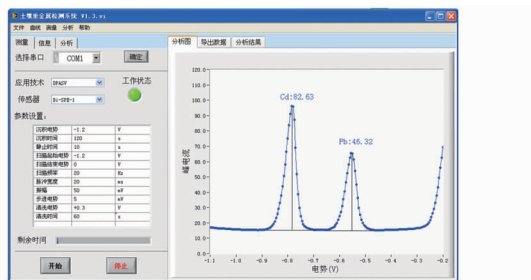 土壤重金属检测系统 V1.3.vi
文件 曲线 测量 分析 帮助
测量 信息 分析
选择串口 COM1 确定
应用技术 SPADV 工作状态
传感器 Bi-SPE-1
参数设置：
沉积电势 -1.2 V
沉积时间 120 s
静止时间 10 s
扫描起始电势 -1.2 V
扫描结束电势 0 V
扫描频率 20 Hz
脉冲宽度 20 ms
振幅 50 mV
步进电势 5 mV
清洗电势 +0.3 V
清洗时间 60 s
剩余时间
开始 停止
分析图 导出数据 分析结果
120.0
110.0
100.0
90.0
80.0
70.0
60.0
50.0
40.0
30.0
20.0
10.0
0.0
峰电流
Cd:82.63
Pb:46.32
-1.1 -1.0 -0.9 -0.8 -0.7 -0.6 -0.5 -0.4 -0.3 -0.2
电势(V)